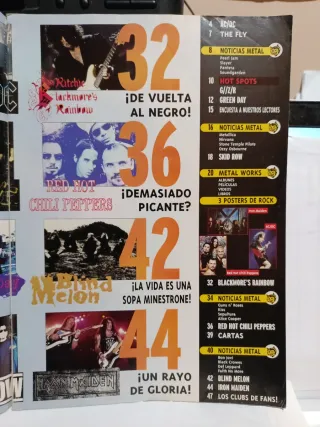 Ritchie
Blackmore's
Rainbow
32
¡DE VUELTA
AL NEGRO!
36
RED HOT
CHILI PEPPERS
¡DEMASIADO
PICANTE?
42
Blind
Melon
¡LA VIDA ES UNA
SOPA MINESTRONE!
44
IRON MAIDEN
¡UN RAYO
DE GLORIA!
4 AC/DC
7 THE FLY
8 NOTICIAS METAL
Pearl Jam
Slayer
Pantera
Soundgarden
10 HOT SPOTS
G/Z/R
12 GREEN DAY
15 ENCUESTA A NUESTROS LECTORES
16 NOTICIAS METAL
Metallica
Nirvana
Stone Temple Pilots
Ozzy Osbourne
18 SKID ROW
20 METAL WORKS
ALBUMES
PELICULAS
VIDEOS
LIBROS
3 POSTERS DE ROCK
Iron Maiden
AC/DC
Red Hot Chili Peppers
32 BLACKMORE'S RAINBOW
34 NOTICIAS METAL
Guns n' Roses
Kiss
Sepultura
Alice Cooper
36 RED HOT CHILI PEPPERS
39 CARTAS
40 NOTICIAS METAL
Bon Jovi
Black Crowes
Def Leppard
Faith No More
42 BLIND MELON
44 IRON MAIDEN
47 LOS CLUBS DE FANS!